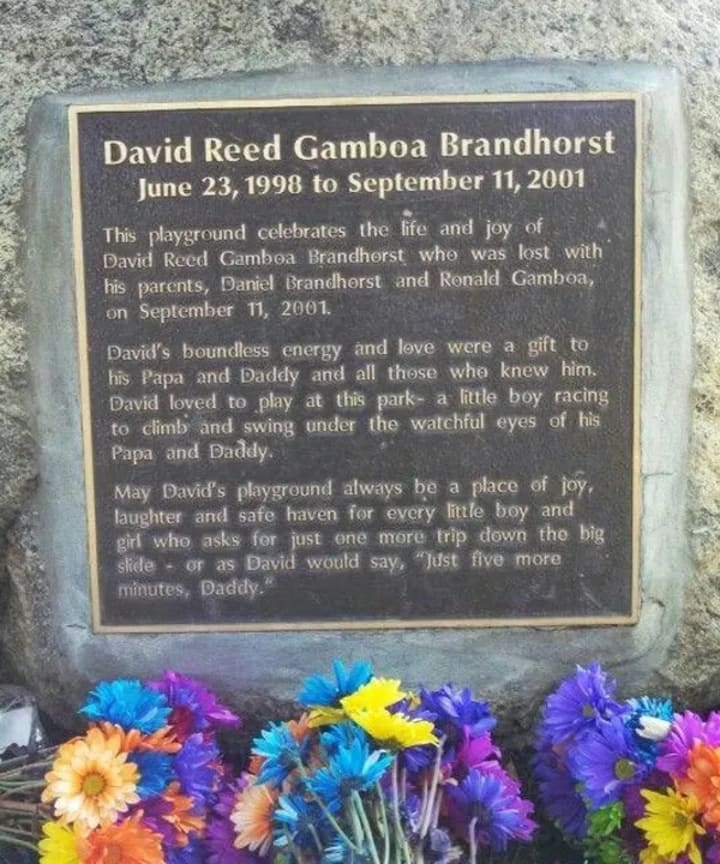 David Reed Gamboa Brandhorst
June 23, 1998 to September 11, 2001
This playground celebrates the life and joy of
David Reed Gamboa Brandhorst who was lost with
his parents, Daniel Brandhorst and Ronald Gamboa,
on September 11, 2001.
David's boundless energy and love were a gift to
his Papa and Daddy and all those who knew him.
David loved to play at this park- a little boy racing
to climb and swing under the watchful eyes of his
Papa and Daddy.
May David's playground always be a place of joy,
laughter and safe haven for every little boy and
girl who asks for just one more trip down the big
slide - or as David would say, "Just five more
minutes, Daddy."